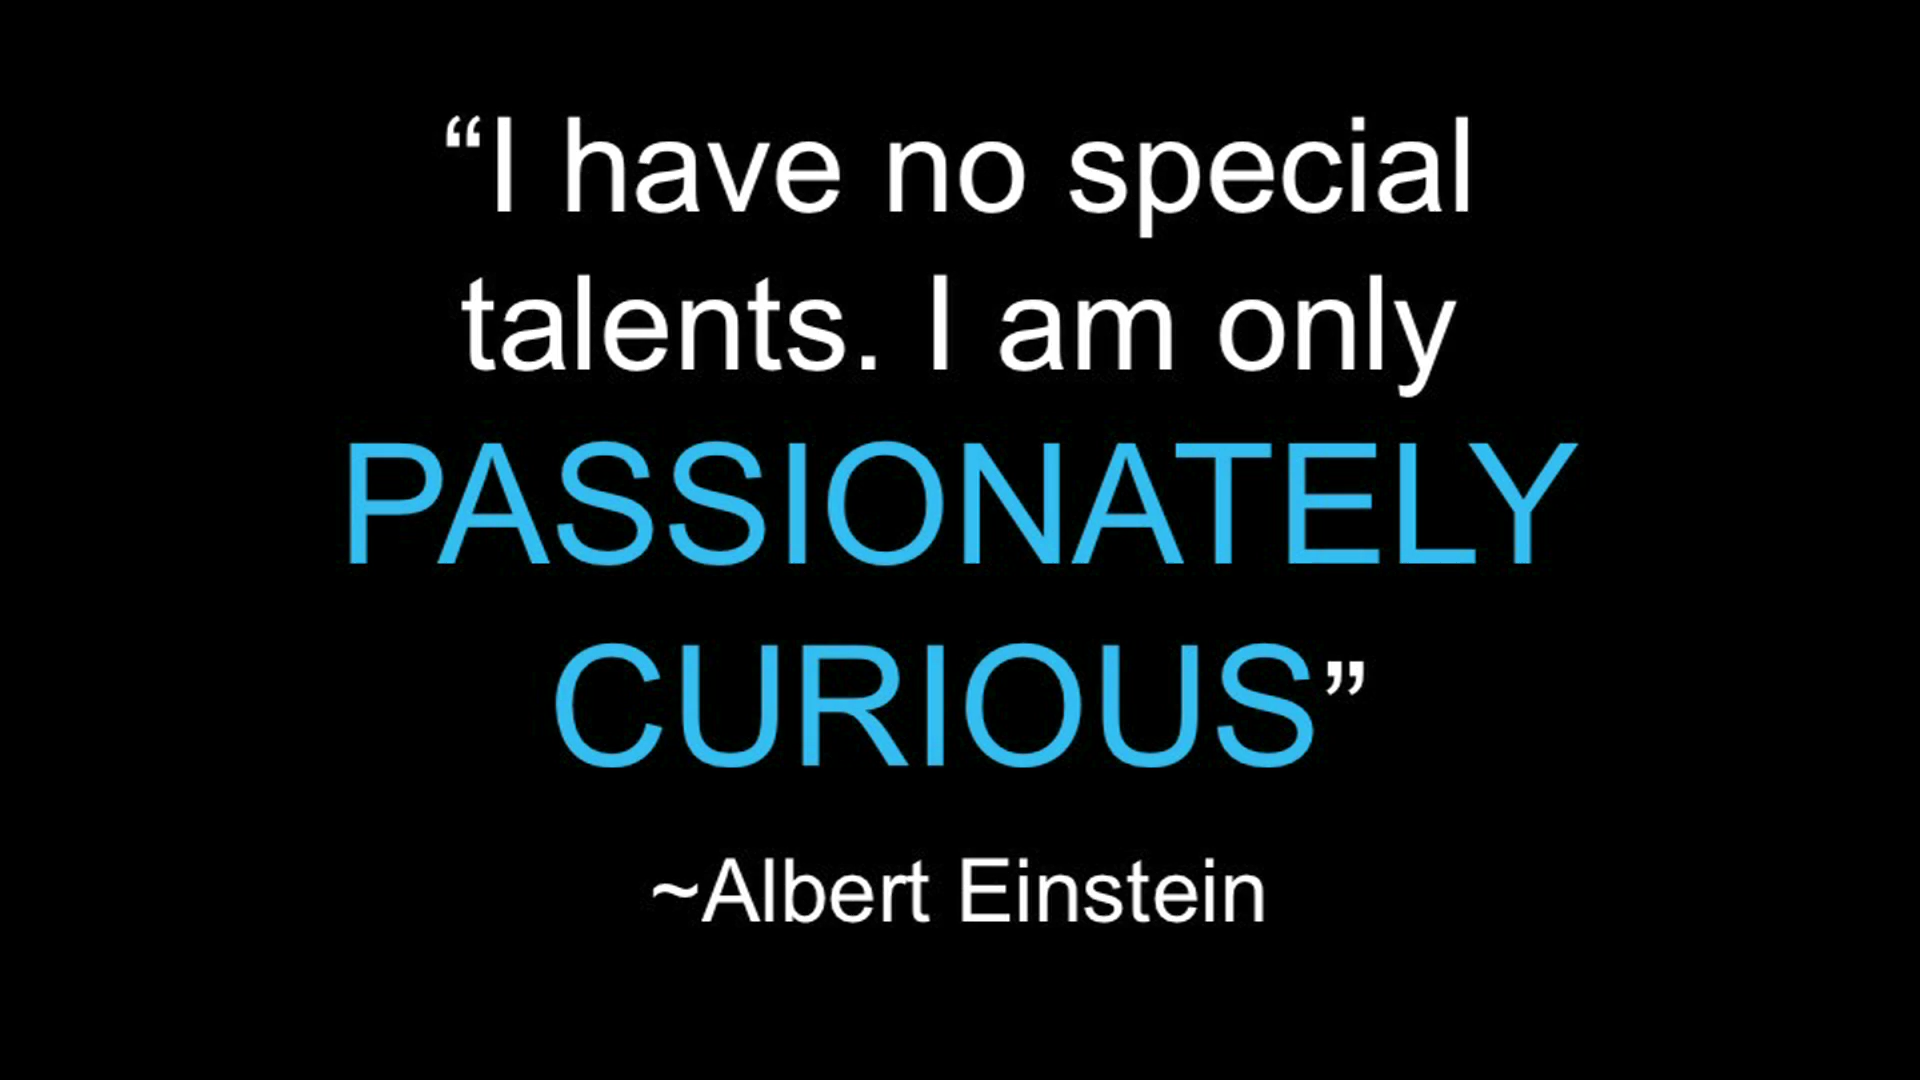 “I have no special
talents. I am only
PASSIONATELY
CURIOUS”
~Albert Einstein